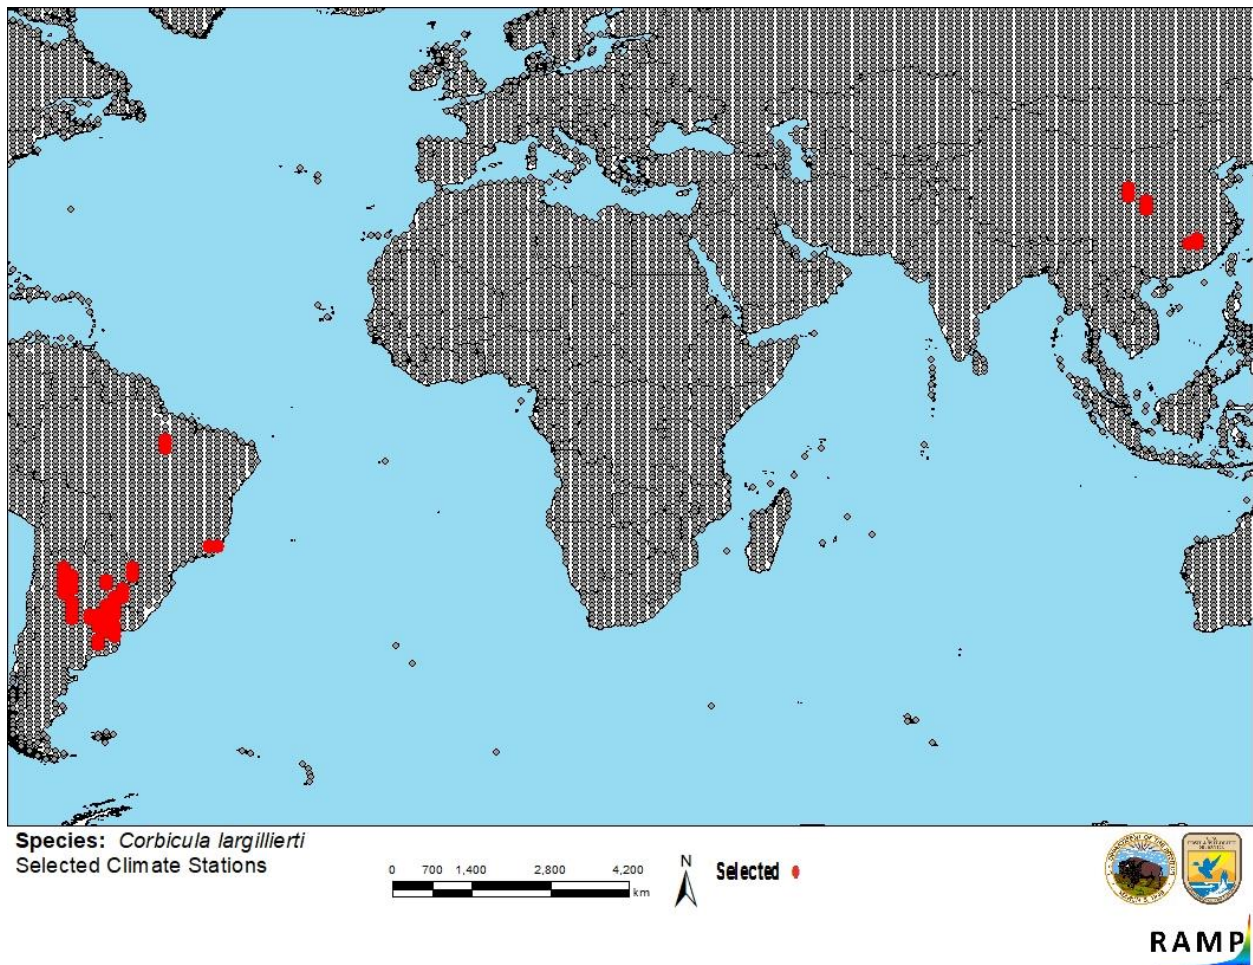 Species: Corbicula largillierti
Selected Climate Stations
0 700 1,400 2,800 4,200
km
N
Selected
RAMP